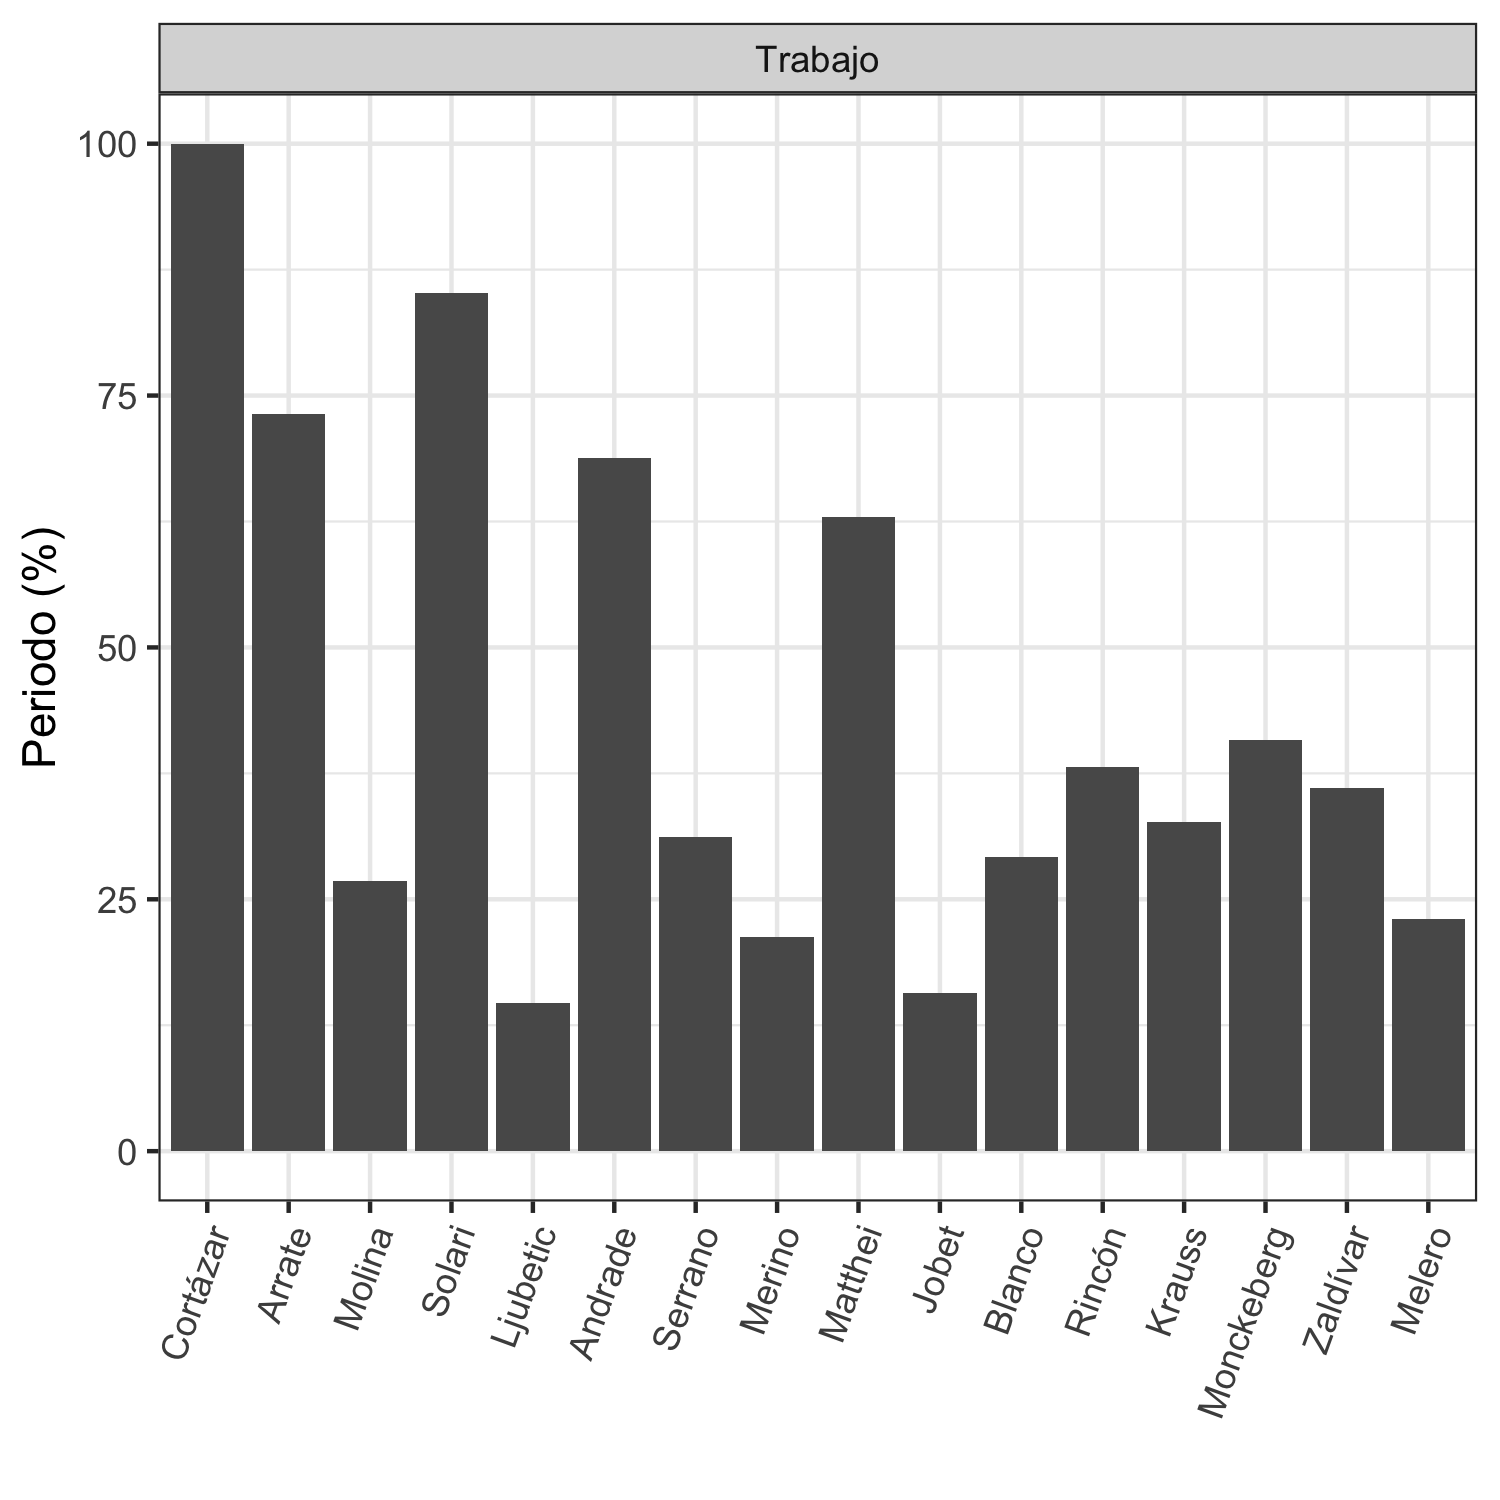 Trabajo
Periodo (%)
100
75
50
25
0
Cortázar
Arrate
Molina
Solari
Ljubetic
Andrade
Serrano
Merino
Matthei
Jobet
Blanco
Rincón
Krauss
Monckeberg
Zaldívar
Melero